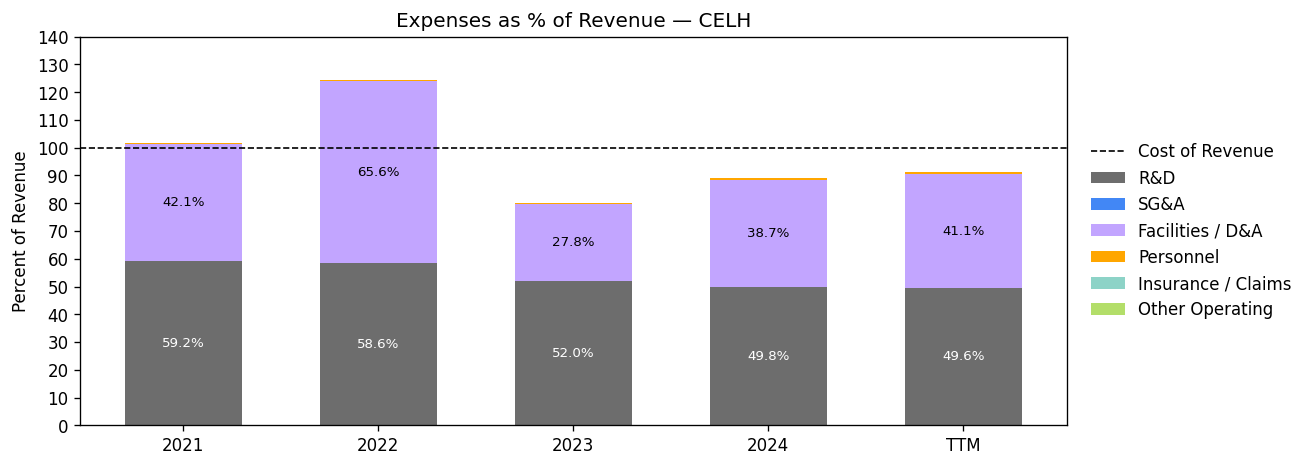 Expenses as % of Revenue — CELH
Percent of Revenue
140
130
120
110
100
90
80
70
60
50
40
30
20
10
0
42.1%
59.2%
65.6%
58.6%
27.8%
52.0%
38.7%
49.8%
41.1%
49.6%
2021
2022
2023
2024
TTM
Cost of Revenue
R&D
SG&A
Facilities / D&A
Personnel
Insurance / Claims
Other Operating